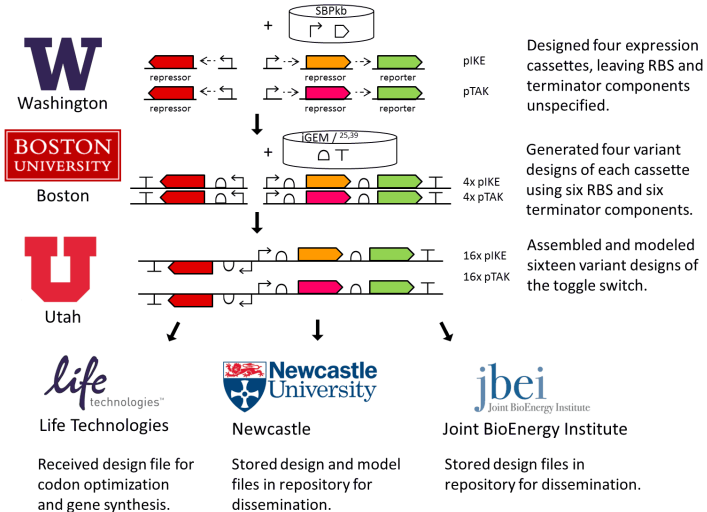 SBPkb
+
W
Washington
repressor
repressor
reporter
pIKE
repressor
repressor
reporter
pTAK
Designed four expression
cassettes, leaving RBS and
terminator components
unspecified.
BOSTON
UNIVERSITY
Boston
+
iGEM / 25,39
4x pIKE
4x pTAK
Generated four variant
designs of each cassette
using six RBS and six
terminator components.
U
Utah
16x pIKE
16x pTAK
Assembled and modeled
sixteen variant designs of
the toggle switch.
life
technologies™
Life Technologies
Received design file for
codon optimization
and gene synthesis.
Newcastle
University
Newcastle
Stored design and model
files in repository for
dissemination.
jbei
Joint BioEnergy Institute
Joint BioEnergy Institute
Stored design files in
repository for dissemination.